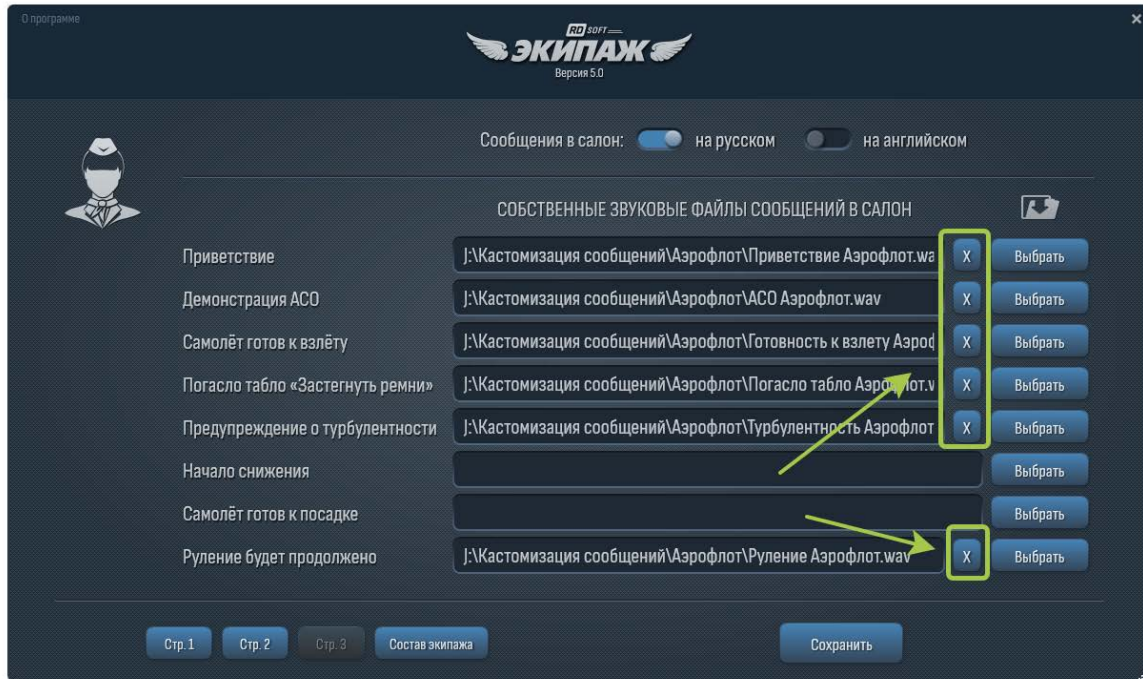 О программе
RD SOFT
ЭКИПАЖ
Версия 5.0
Сообщения в салон: на русском на английском
СОБСТВЕННЫЕ ЗВУКОВЫЕ ФАЙЛЫ СООБЩЕНИЙ В САЛОН
Приветствие J:\Кастомизация сообщений\Аэрофлот\Приветствие Аэрофлот.wa X Выбрать
Демонстрация АСО J:\Кастомизация сообщений\Аэрофлот\АСО Аэрофлот.wav X Выбрать
Самолёт готов к взлёту J:\Кастомизация сообщений\Аэрофлот\Готовность к взлету Аэроф X Выбрать
Погасло табло «Застегнуть ремни» J:\Кастомизация сообщений\Аэрофлот\Погасло табло Аэрофлот.w X Выбрать
Предупреждение о турбулентности J:\Кастомизация сообщений\Аэрофлот\Турбулентность Аэрофлот X Выбрать
Начало снижения Выбрать
Самолёт готов к посадке Выбрать
Руление будет продолжено J:\Кастомизация сообщений\Аэрофлот\Руление Аэрофлот.wav X Выбрать
Стр. 1 Стр. 2 Стр. 3 Состав экипажа Сохранить